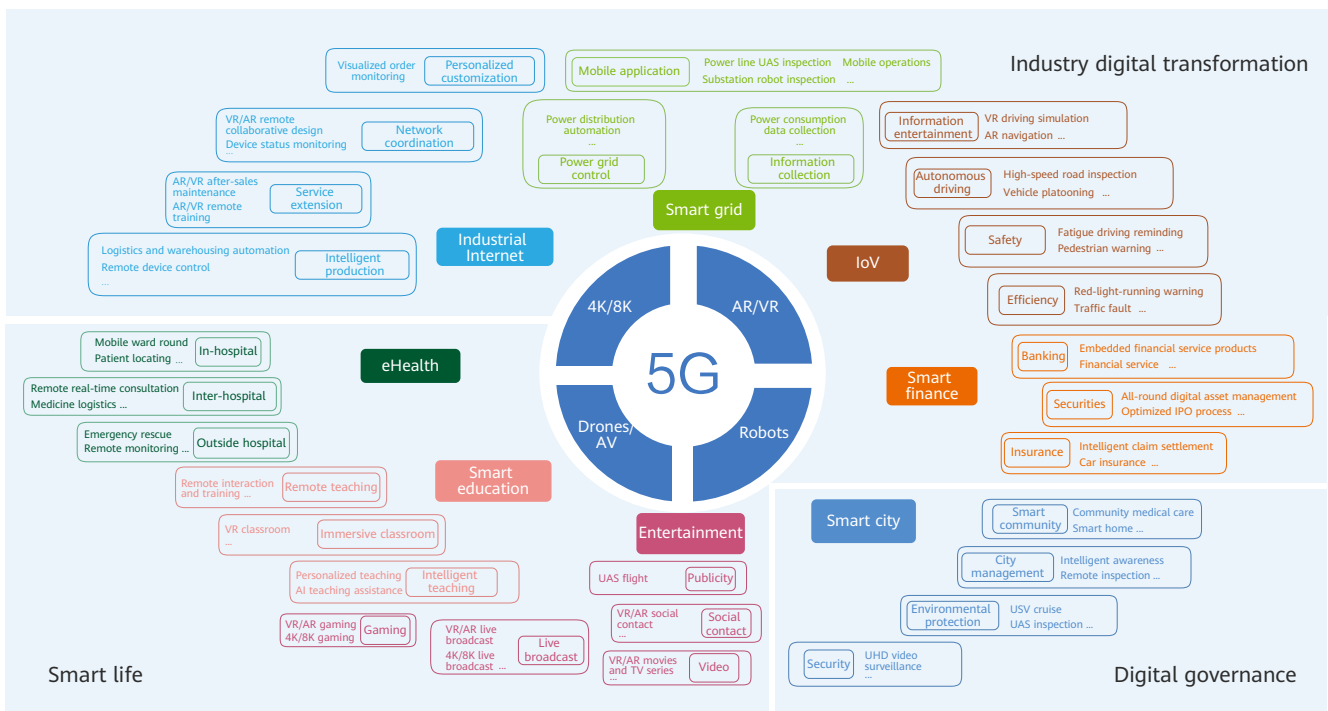 Industry digital transformation
Visualized order
monitoring
Personalized
customization
VR/AR remote
collaborative design
Device status monitoring
...
Network
coordination
AR/VR after-sales
maintenance
AR/VR remote
training
Service
extension
Logistics and warehousing automation
Remote device control
...
Intelligent
production
Industrial
Internet
Mobile application
Power line UAS inspection
Mobile operations
Substation robot inspection
...
Power distribution
automation
...
Power grid
control
Power consumption
data collection
...
Information
collection
Smart grid
Information
entertainment
VR driving simulation
AR navigation ...
Autonomous
driving
High-speed road inspection
Vehicle platooning ...
Safety
Fatigue driving reminding
Pedestrian warning ...
Efficiency
Red-light-running warning
Traffic fault ...
IoV
Banking
Embedded financial service products
Financial service ...
Securities
All-round digital asset management
Optimized IPO process ...
Insurance
Intelligent claim settlement
Car insurance ...
Smart
finance
4K/8K
AR/VR
5G
Drones/
AV
Robots
eHealth
Mobile ward round
Patient locating ...
In-hospital
Remote real-time consultation
Medicine logistics ...
Inter-hospital
Emergency rescue
Remote monitoring ...
Outside hospital
Smart
education
Remote interaction
and training ...
Remote teaching
VR classroom
...
Immersive classroom
Personalized teaching
AI teaching assistance
Intelligent
teaching
Entertainment
UAS flight
Publicity
VR/AR social
contact
...
Social
contact
VR/AR movies
and TV series
Video
VR/AR gaming
4K/8K gaming
Gaming
VR/AR live
broadcast
4K/8K live
broadcast ...
Live
broadcast
Smart life
Smart city
Smart
community
Community medical care
Smart home ...
City
management
Intelligent awareness
Remote inspection ...
Environmental
protection
USV cruise
UAS inspection ...
Security
UHD video
surveillance
...
Digital governance